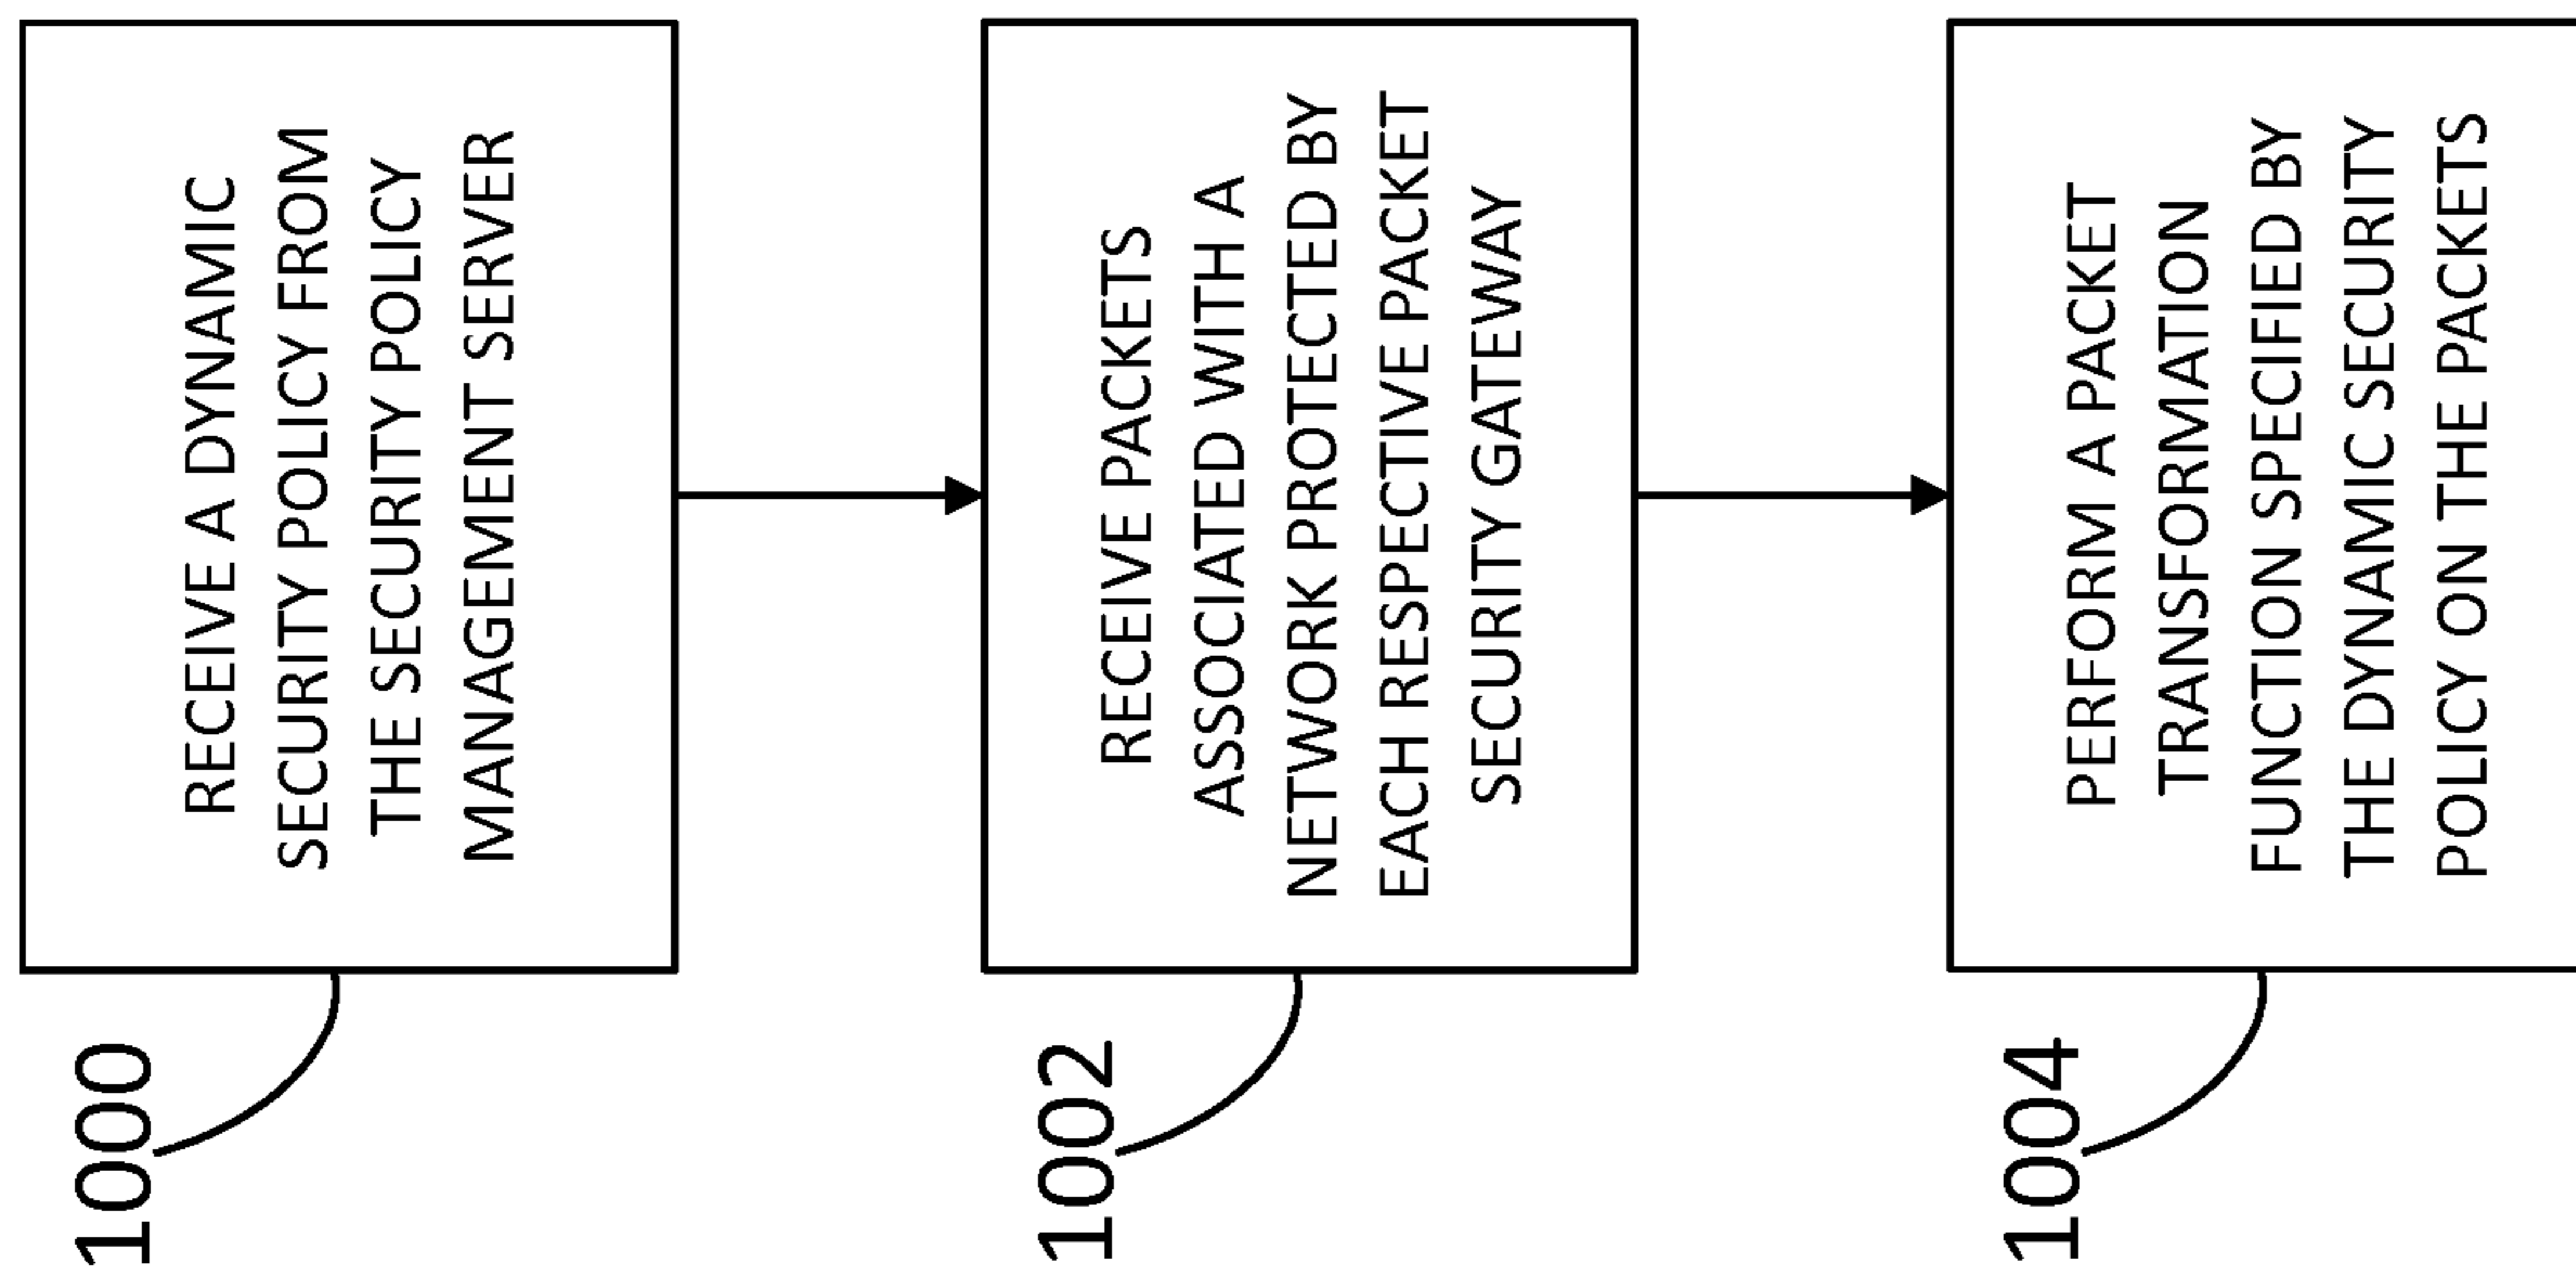 1000
RECEIVE A DYNAMIC
SECURITY POLICY FROM
THE SECURITY POLICY
MANAGEMENT SERVER
1002
RECEIVE PACKETS
ASSOCIATED WITH A
NETWORK PROTECTED BY
EACH RESPECTIVE PACKET
SECURITY GATEWAY
1004
PERFORM A PACKET
TRANSFORMATION
FUNCTION SPECIFIED BY
THE DYNAMIC SECURITY
POLICY ON THE PACKETS